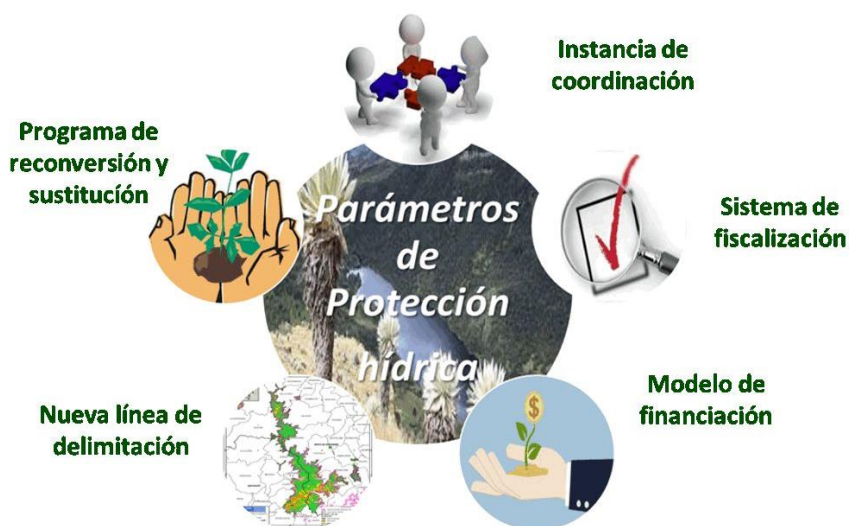 Instancia de
coordinación
Programa de
reconversión y
sustitución
Parámetros
de
Protección
hídrica
Sistema de
fiscalización
Nueva línea de
delimitación
Modelo de
financiación
$